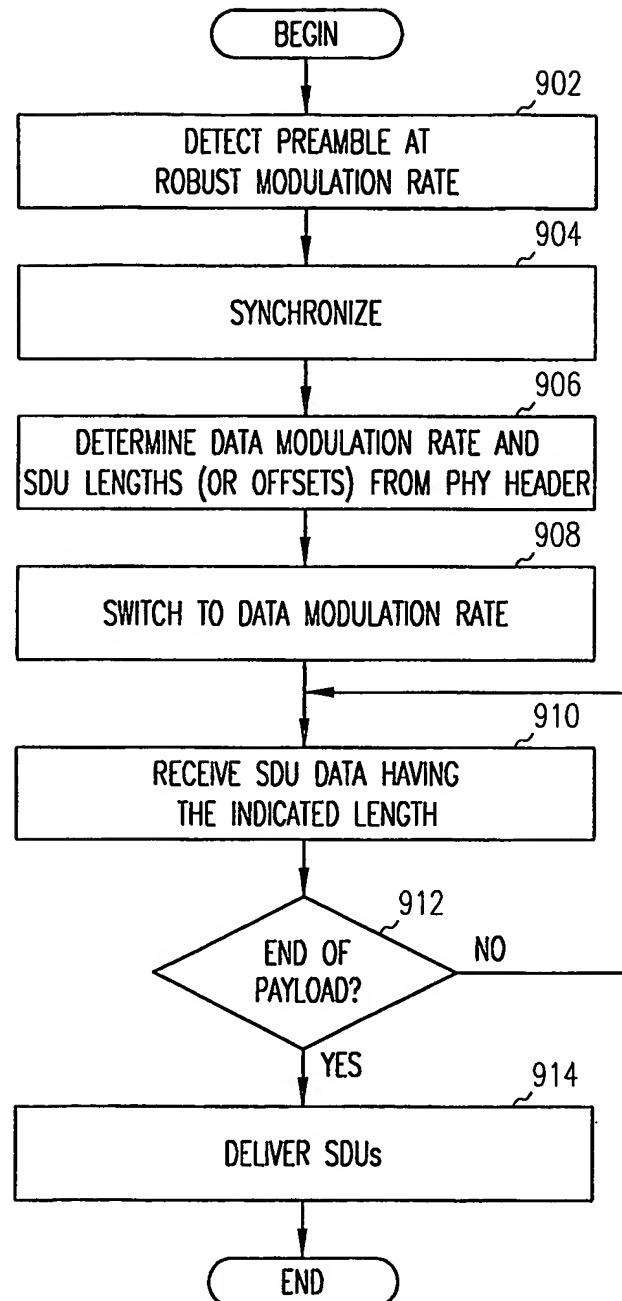 BEGIN
902
DETECT PREAMBLE AT
ROBUST MODULATION RATE
904
SYNCHRONIZE
906
DETERMINE DATA MODULATION RATE AND
SDU LENGTHS (OR OFFSETS) FROM PHY HEADER
908
SWITCH TO DATA MODULATION RATE
910
RECEIVE SDU DATA HAVING
THE INDICATED LENGTH
912
END OF
PAYLOAD?
NO
YES
914
DELIVER SDUs
END